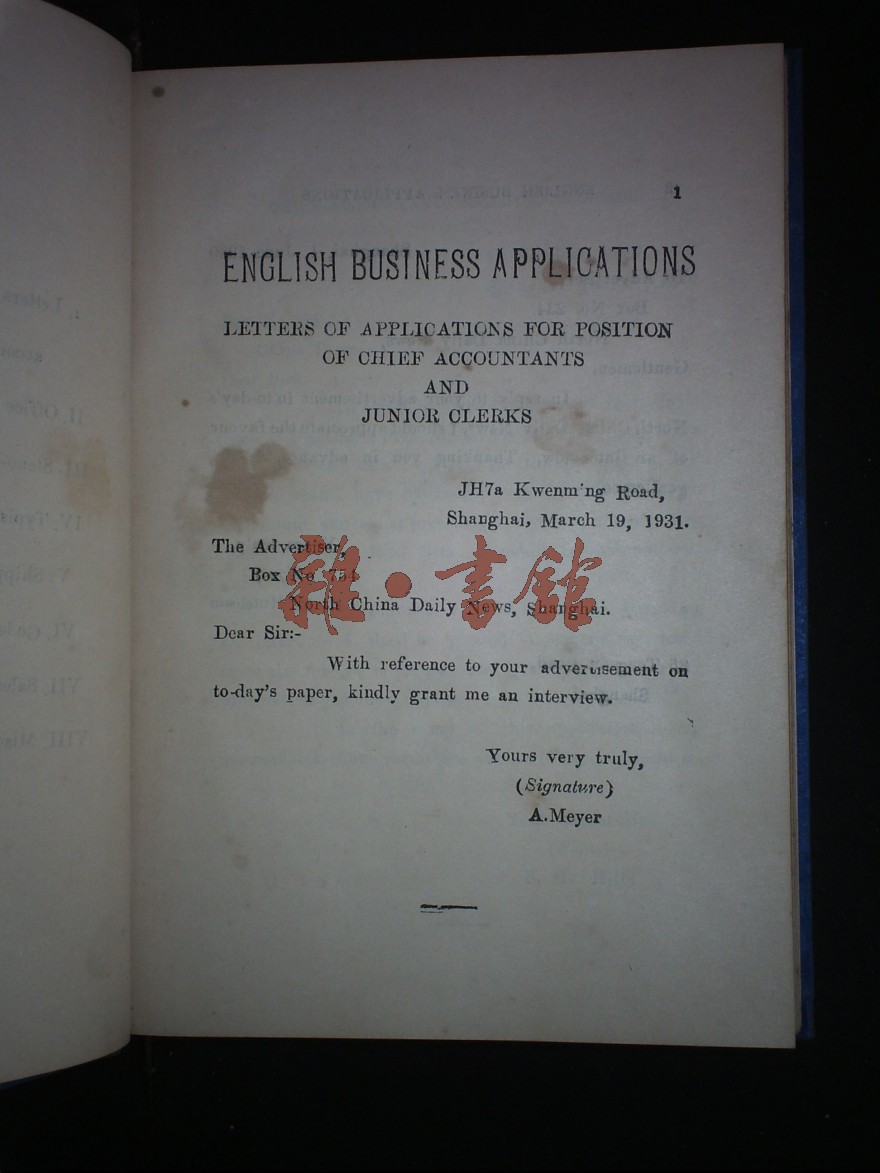 1
ENGLISH BUSINESS APPLICATIONS
LETTERS OF APPLICATIONS FOR POSITION
OF CHIEF ACCOUNTANTS
AND
JUNIOR CLERKS
JH7a Kwenm'ng Road,
Shanghai, March 19, 1931.
The Advertiser,
Box No 754
North China Daily News, Shanghai.
Dear Sir:-
With reference to your advertisement on
to-day's paper, kindly grant me an interview.
Yours very truly,
(Signature)
A.Meyer
雜·書館